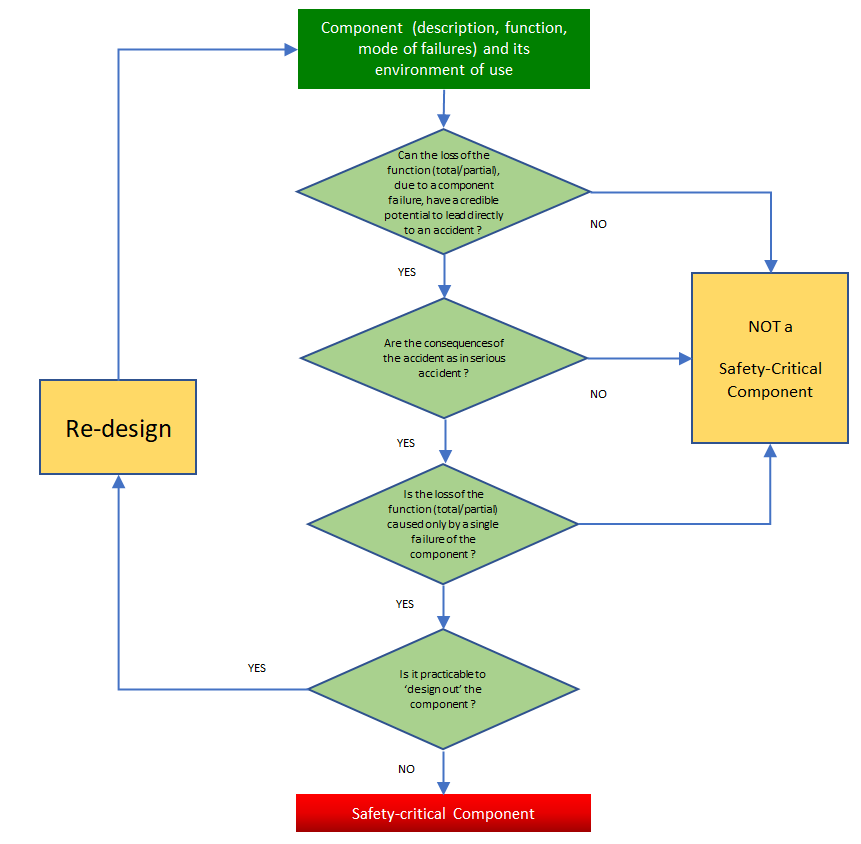 Component (description, function,
mode of failures) and its
environment of use
Can the loss of the
function (total/partial),
due to a component
failure, have a credible
potential to lead directly
to an accident ?
NO
YES
NOT a
Safety-Critical
Component
Are the consequences of
the accident as in serious
accident ?
NO
Re-design
YES
Is the loss of the
function (total/partial)
caused only by a single
failure of the
component ?
YES
Is it practicable to
‘design out’ the
component ?
YES
NO
Safety-critical Component